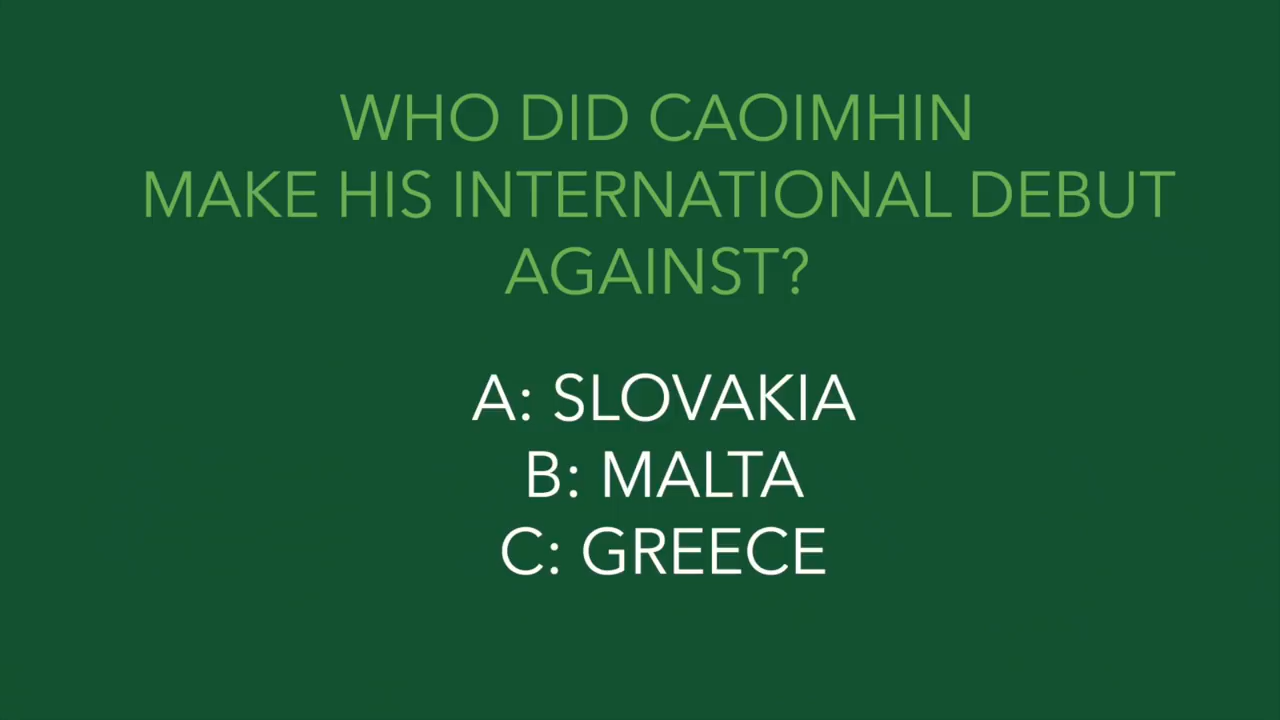 WHO DID CAOIMHIN
MAKE HIS INTERNATIONAL DEBUT
AGAINST?
A: SLOVAKIA
B: MALTA
C: GREECE